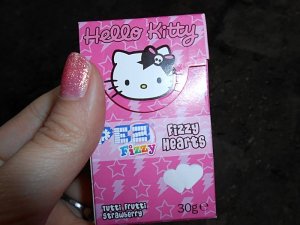 Hello Kitty
PEZ
Fizzy
Fizzy
Hearts
Tutti frutti
Strawberry
30g e